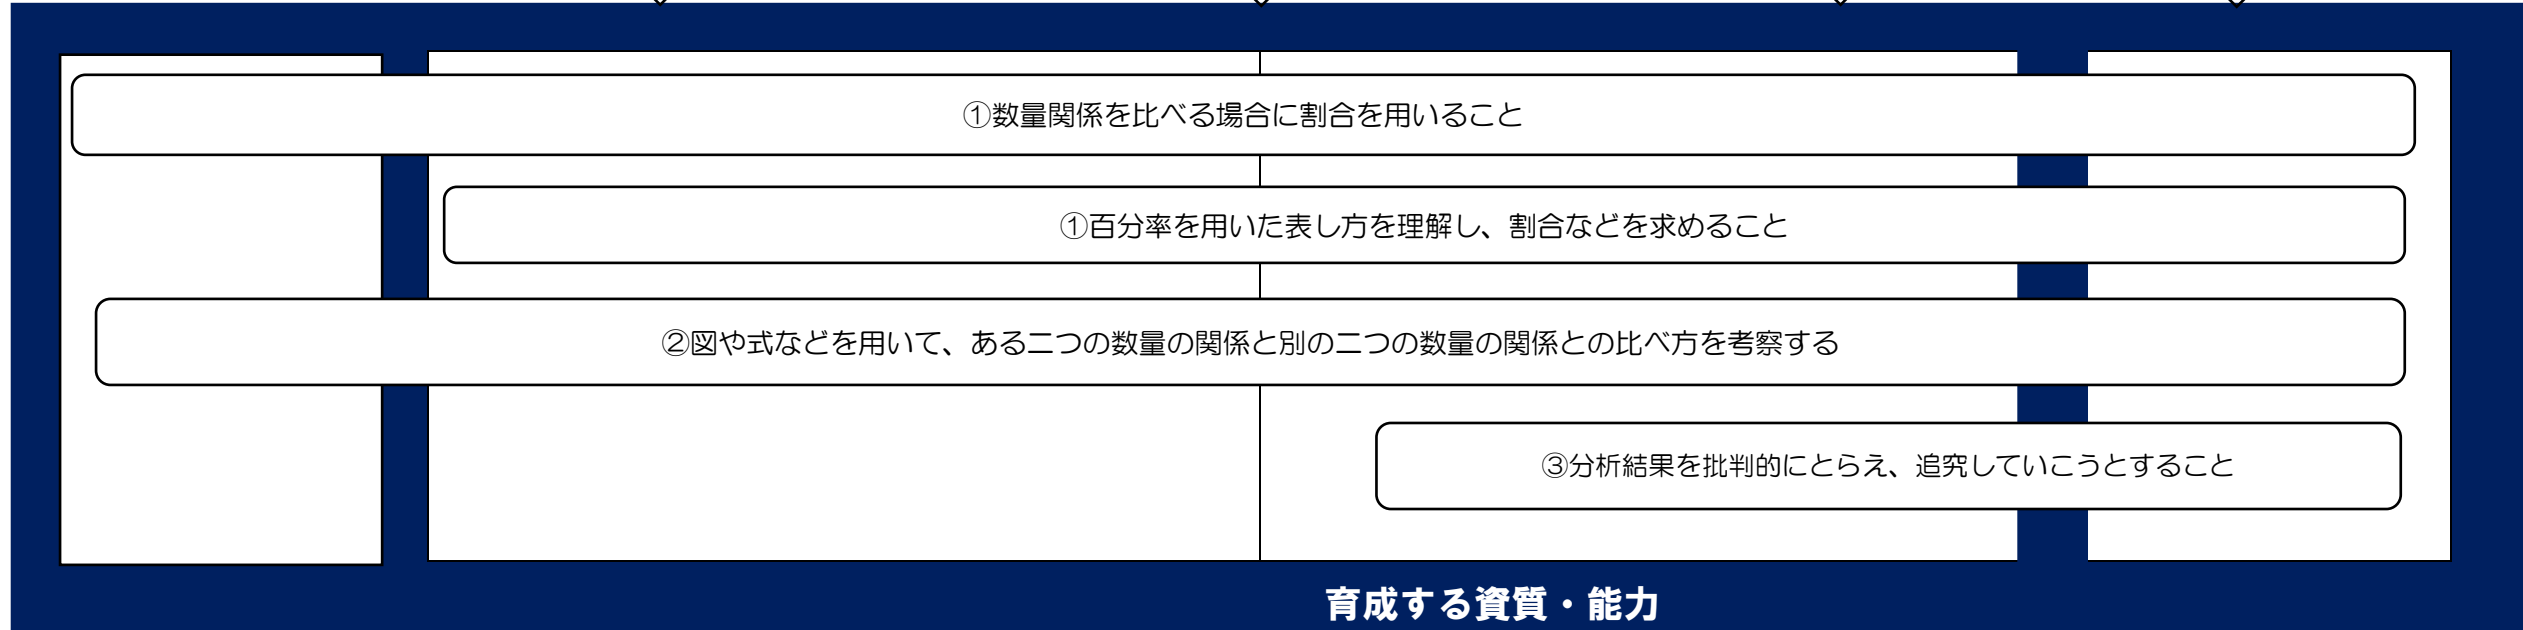 ①数量関係を比べる場合に割合を用いること
①百分率を用いた表し方を理解し、割合などを求めること
②図や式などを用いて、ある二つの数量の関係と別の二つの数量の関係との比べ方を考察する
③分析結果を批判的にとらえ、追究していこうとすること
育成する資質・能力